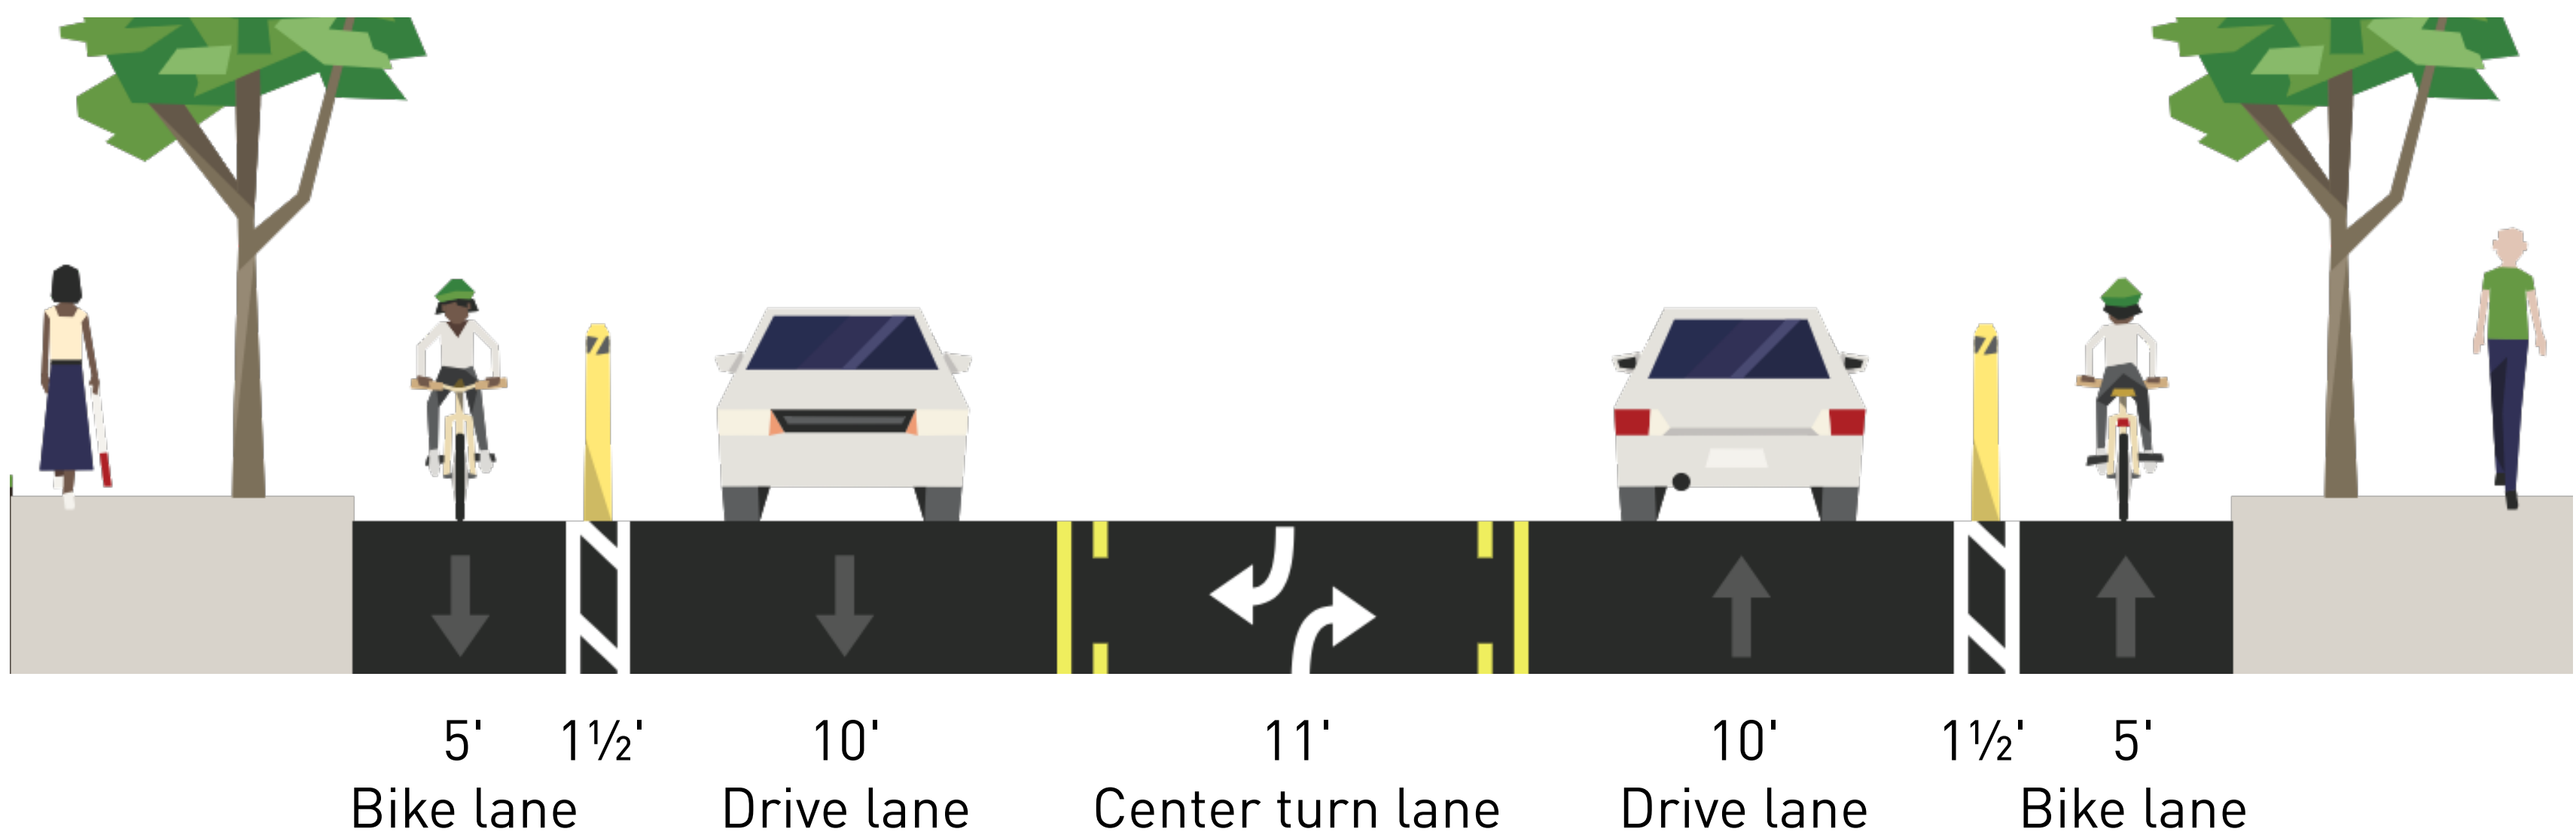 5' 1½' 10' 11' 10' 1½' 5'
Bike lane Drive lane Center turn lane Drive lane Bike lane